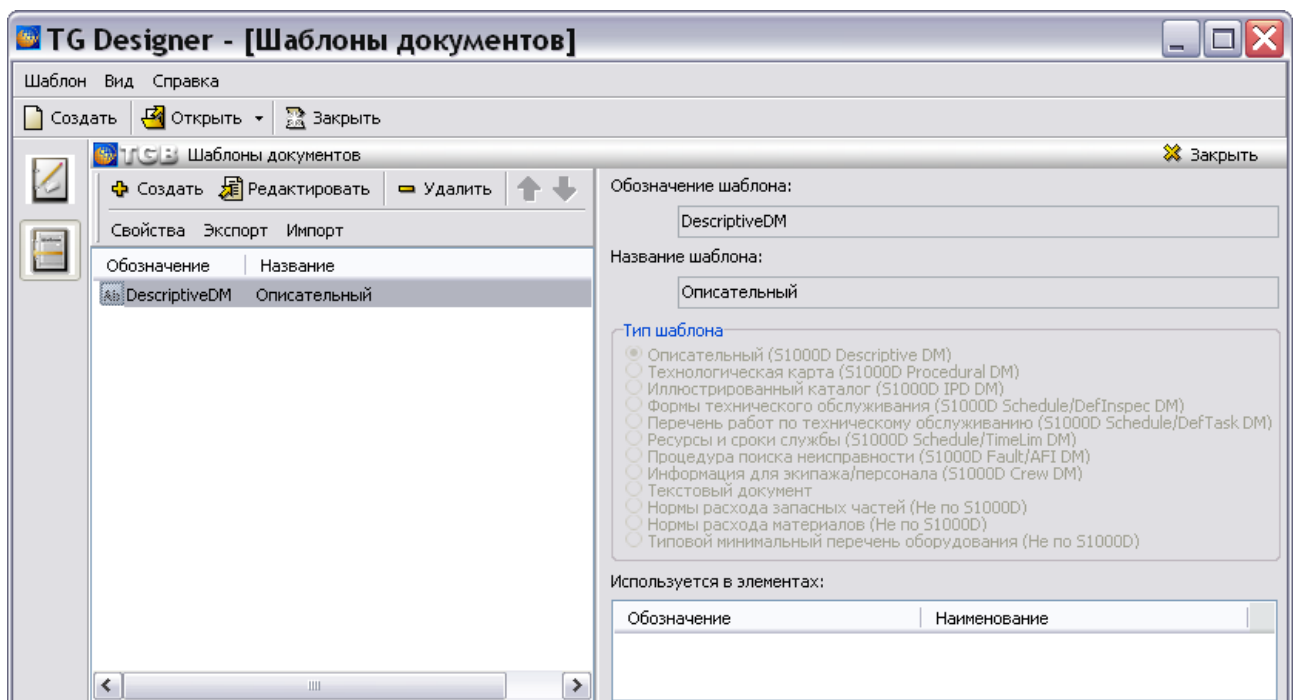 TG Designer - [Шаблоны документов]
Шаблон Вид Справка
Создать Открыть Закрыть
TGB Шаблоны документов Закрыть
Создать Редактировать Удалить
Свойства Экспорт Импорт
Обозначение Название
DescriptiveDM Описательный
Обозначение шаблона:
DescriptiveDM
Название шаблона:
Описательный
Тип шаблона
Описательный (S1000D Descriptive DM)
Технологическая карта (S1000D Procedural DM)
Иллюстрированный каталог (S1000D IPD DM)
Формы технического обслуживания (S1000D Schedule/DefInspec DM)
Перечень работ по техническому обслуживанию (S1000D Schedule/DefTask DM)
Ресурсы и сроки службы (S1000D Schedule/TimeLim DM)
Процедура поиска неисправности (S1000D Fault/AFI DM)
Информация для экипажа/персонала (S1000D Crew DM)
Текстовый документ
Нормы расхода запасных частей (Не по S1000D)
Нормы расхода материалов (Не по S1000D)
Типовой минимальный перечень оборудования (Не по S1000D)
Используется в элементах:
Обозначение Наименование